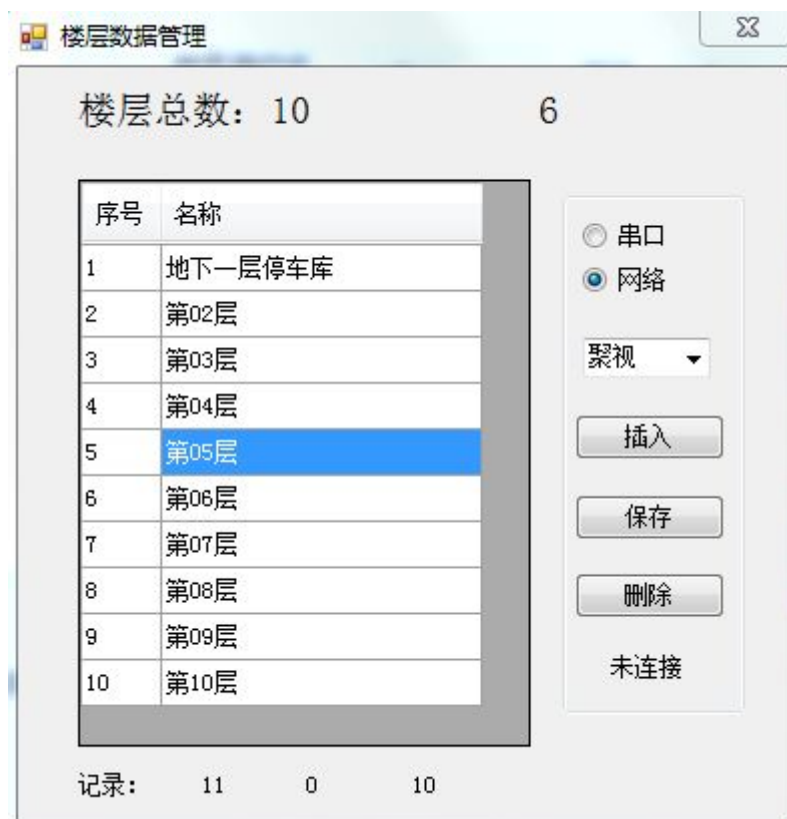 楼层数据管理
楼层总数: 10 6
序号 名称
1 地下一层停车库
2 第02层
3 第03层
4 第04层
5 第05层
6 第06层
7 第07层
8 第08层
9 第09层
10 第10层
串口
网络
聚视
插入
保存
删除
未连接
记录: 11 0 10